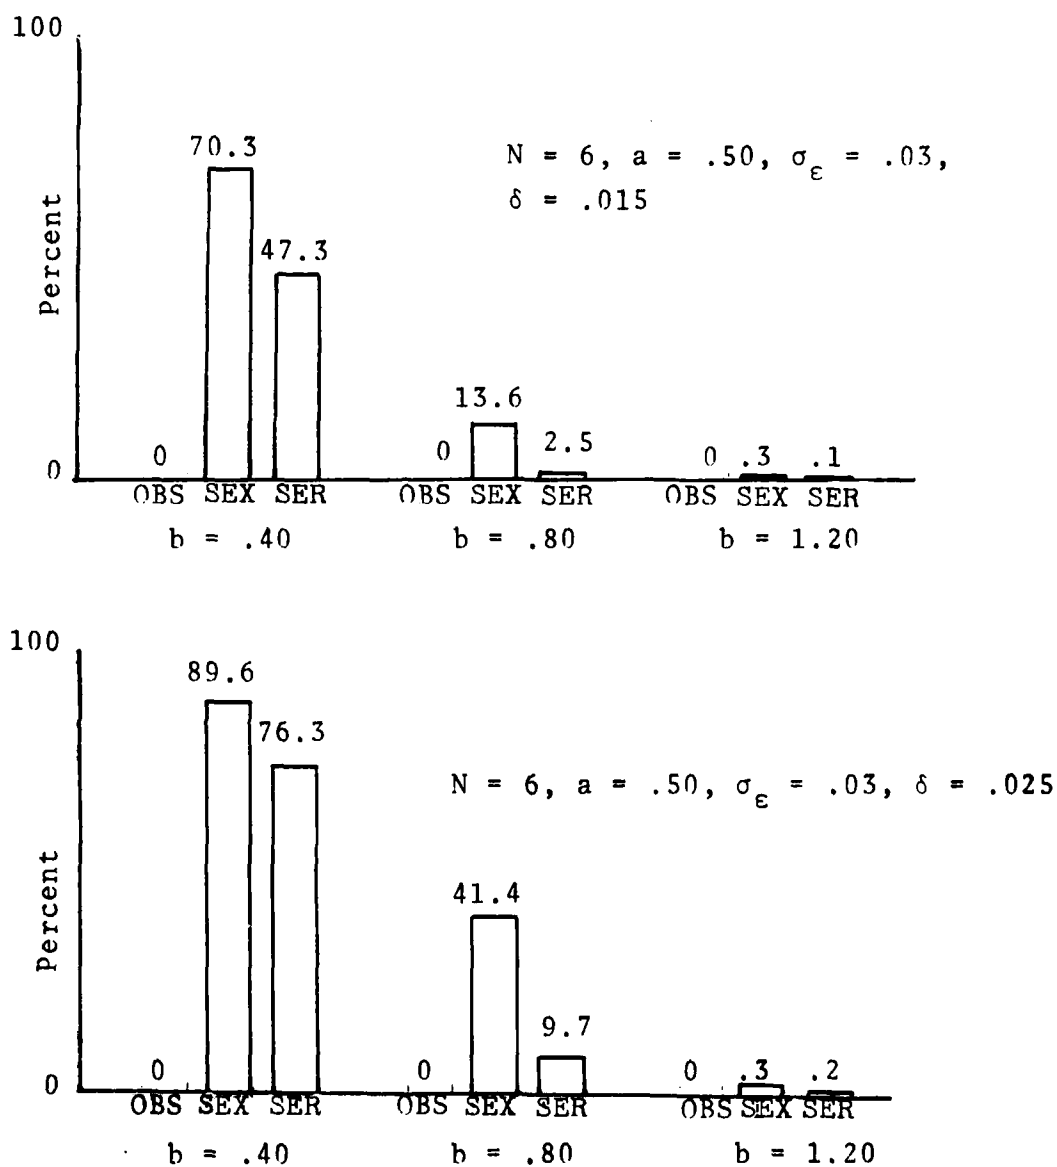 100
70.3
N = 6, a = .50, σε = .03,
δ = .015
47.3
Percent
13.6
0 0 2.5 0 .3 .1
0
OBS SEX SER OBS SEX SER OBS SEX SER
b = .40 b = .80 b = 1.20
100
89.6
76.3
N = 6, a = .50, σε = .03, δ = .025
Percent
41.4
9.7
0 0 0 .3 .2
0
OBS SEX SER OBS SEX SER OBS SEX SER
b = .40 b = .80 b = 1.20